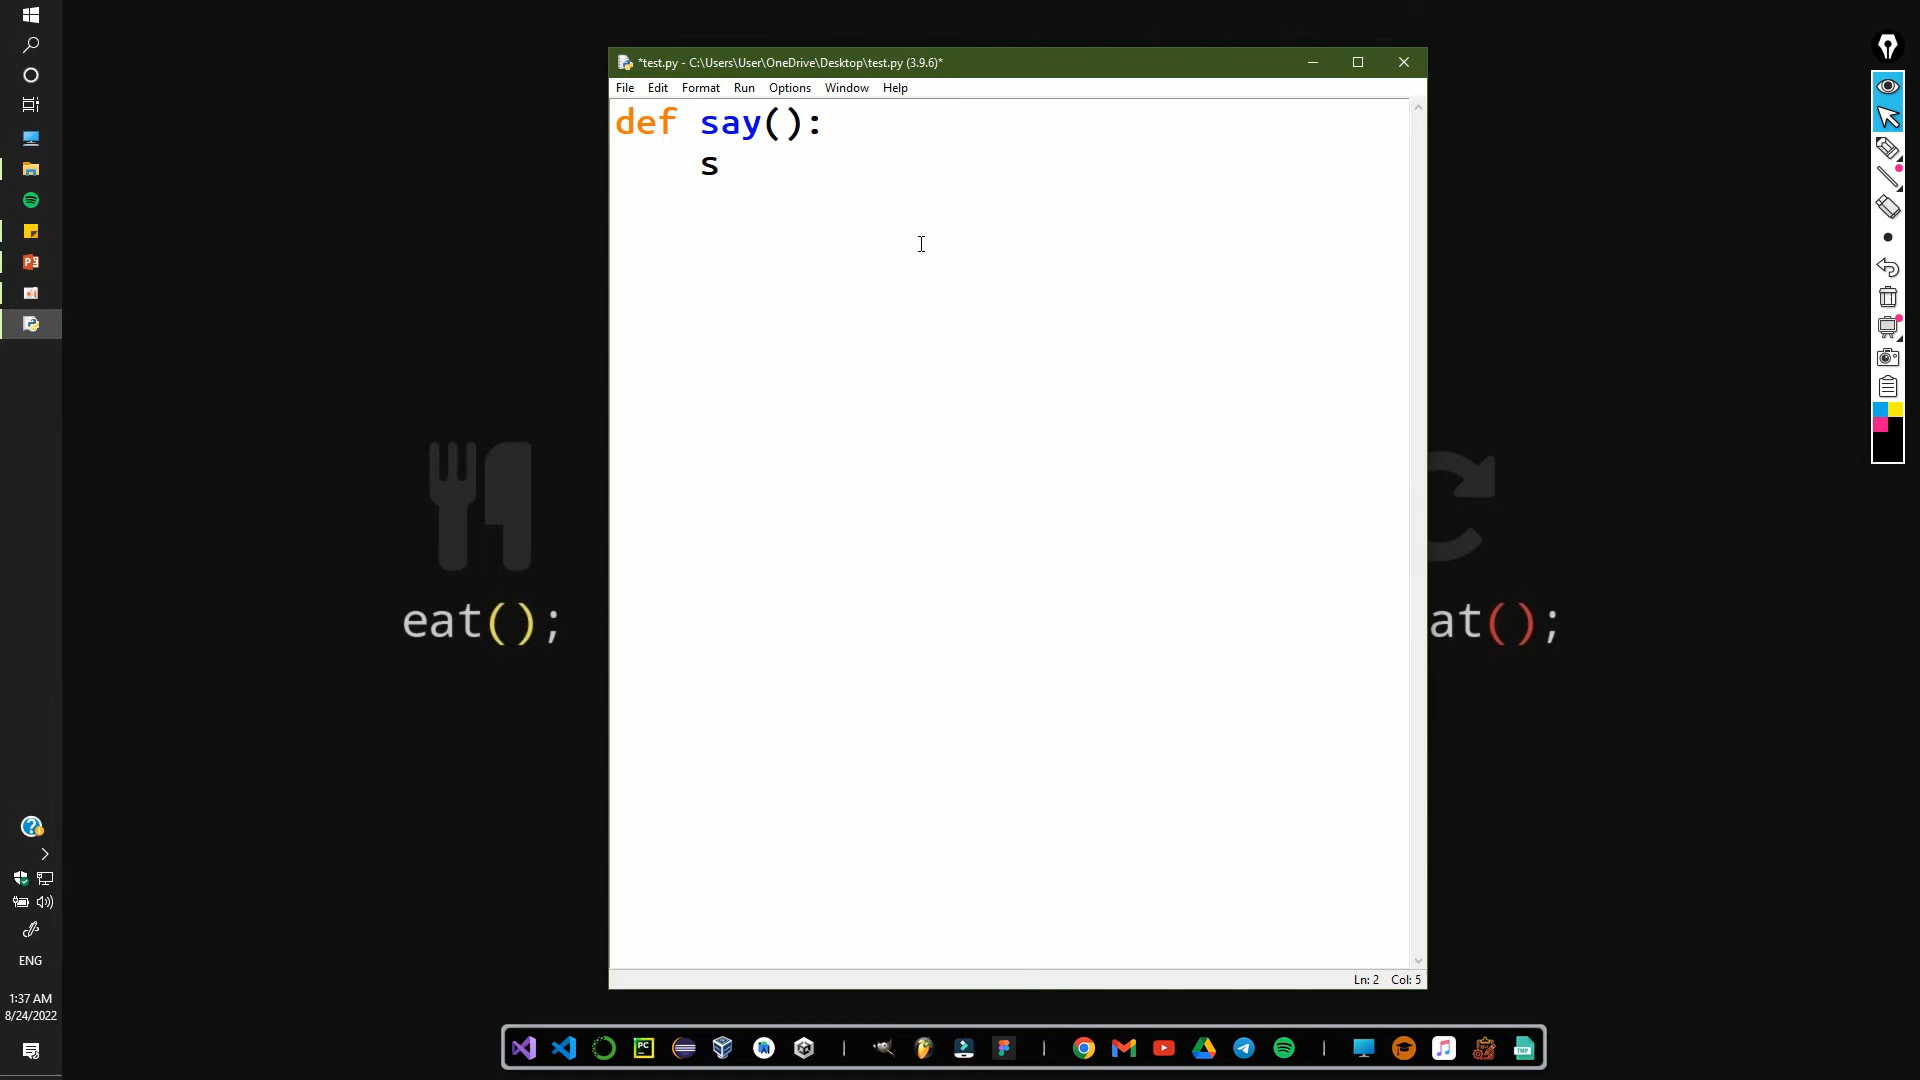 *test.py - C:\Users\User\OneDrive\Desktop\test.py (3.9.6)*
File Edit Format Run Options Window Help
def say():
    s
eat();
at();
Ln: 2 Col: 5
ENG
1:37 AM
8/24/2022